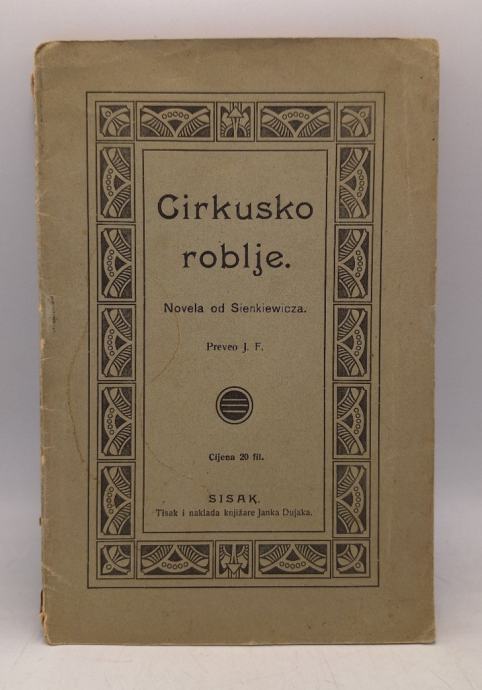 Cirkusko
roblje.
Novela od Sienkiewicza.
Preveo J. F.
Cijena 20 fil.
SISAK.
Tisak i naklada knjižare Janka Dujaka.